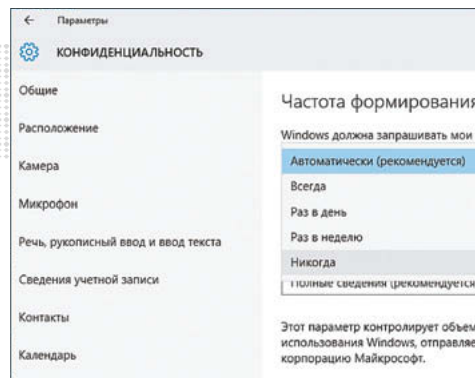 Параметры
КОНФИДЕНЦИАЛЬНОСТЬ
Общие
Расположение
Камера
Микрофон
Речь, рукописный ввод и ввод текста
Сведения учетной записи
Контакты
Календарь
Частота формирования
Windows должна запрашивать мои
Автоматически (рекомендуется)
Всегда
Раз в день
Раз в неделю
Никогда
Полные сведения (рекомендуется
Этот параметр контролирует объем
использования Windows, отправляе
корпорацию Майкрософт.